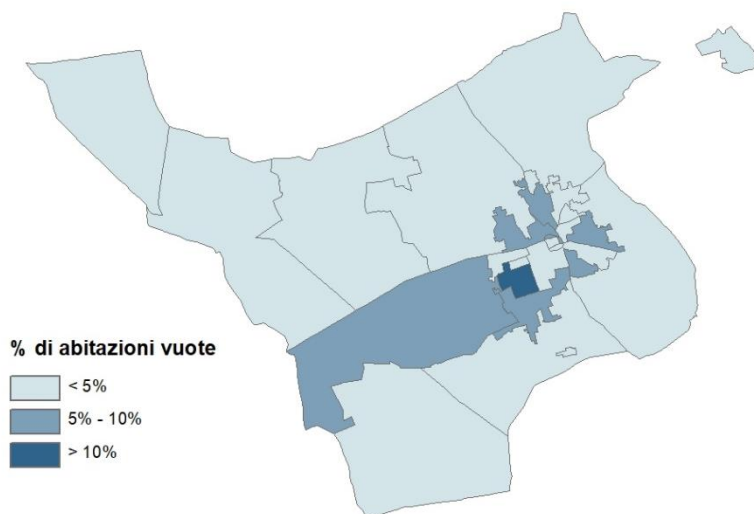 % di abitazioni vuote
< 5%
5% - 10%
> 10%